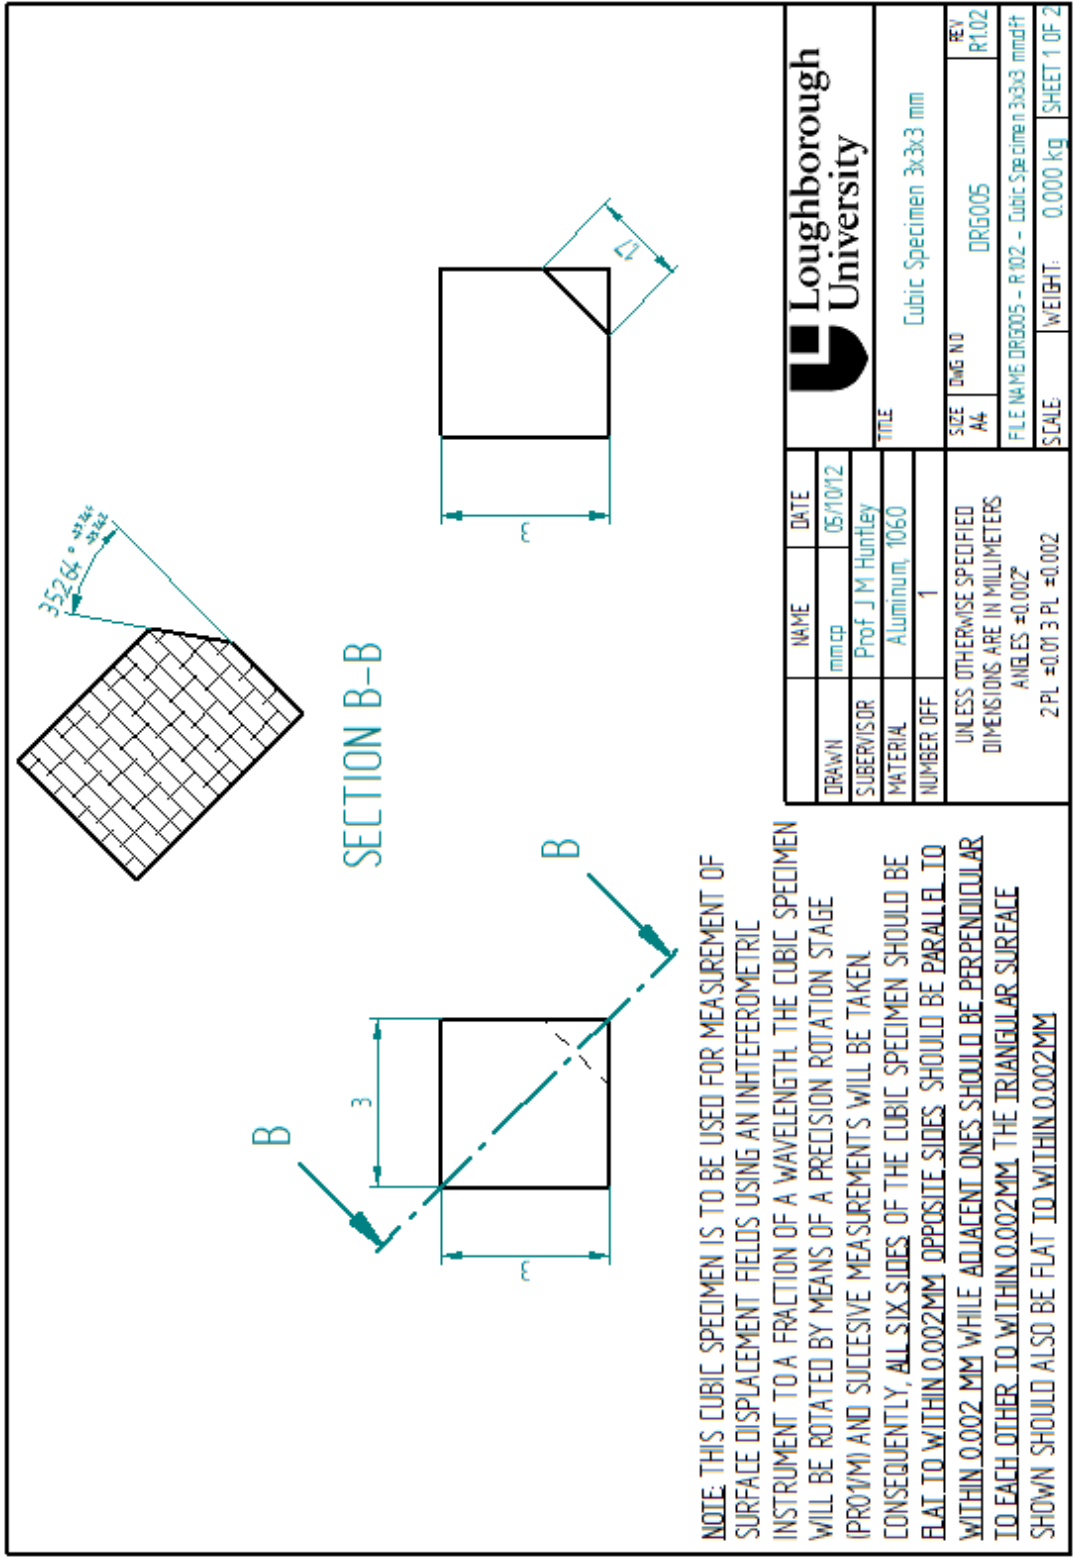 B
B
3
3
SECTION B-B
3
NOTE: THIS CUBIC SPECIMEN IS TO BE USED FOR MEASUREMENT OF
SURFACE DISPLACEMENT FIELDS USING AN INHTEFEROMETRIC
INSTRUMENT TO A FRACTION OF A WAVELENGTH. THE CUBIC SPECIMEN
WILL BE ROTATED BY MEANS OF A PRECISION ROTATION STAGE
(PR01/M) AND SUCCESIVE MEASUREMENTS WILL BE TAKEN.
CONSEQUENTLY, ALL SIX SIDES OF THE CUBIC SPECIMEN SHOULD BE
FLAT TO WITHIN 0.002MM. OPPOSITE SIDES SHOULD BE PARALLEL TO
WITHIN 0.002 MM WHILE ADJACENT ONES SHOULD BE PERPENDICULAR
TO EACH OTHER TO WITHIN 0.002MM. THE TRIANGULAR SURFACE
SHOWN SHOULD ALSO BE FLAT TO WITHIN 0.002MM
NAME DATE
DRAWN mmcp 05/10/12
SUBERVISOR Prof J M Huntley
MATERIAL Aluminum, 1060
NUMBER OFF 1
UNLESS OTHERWISE SPECIFIED
DIMENSIONS ARE IN MILLIMETERS
ANGLES ±0.002°
2 PL ±0.01 3 PL ±0.002
Loughborough
University
TITLE
Cubic Specimen 3x3x3 mm
SIZE DWG NO REV
A4 DRG005 R1.02
FILE NAME DRG005 - R102 - Cubic Specimen 3x3x3 mmdft
SCALE: WEIGHT: 0.000 kg SHEET 1 OF 2